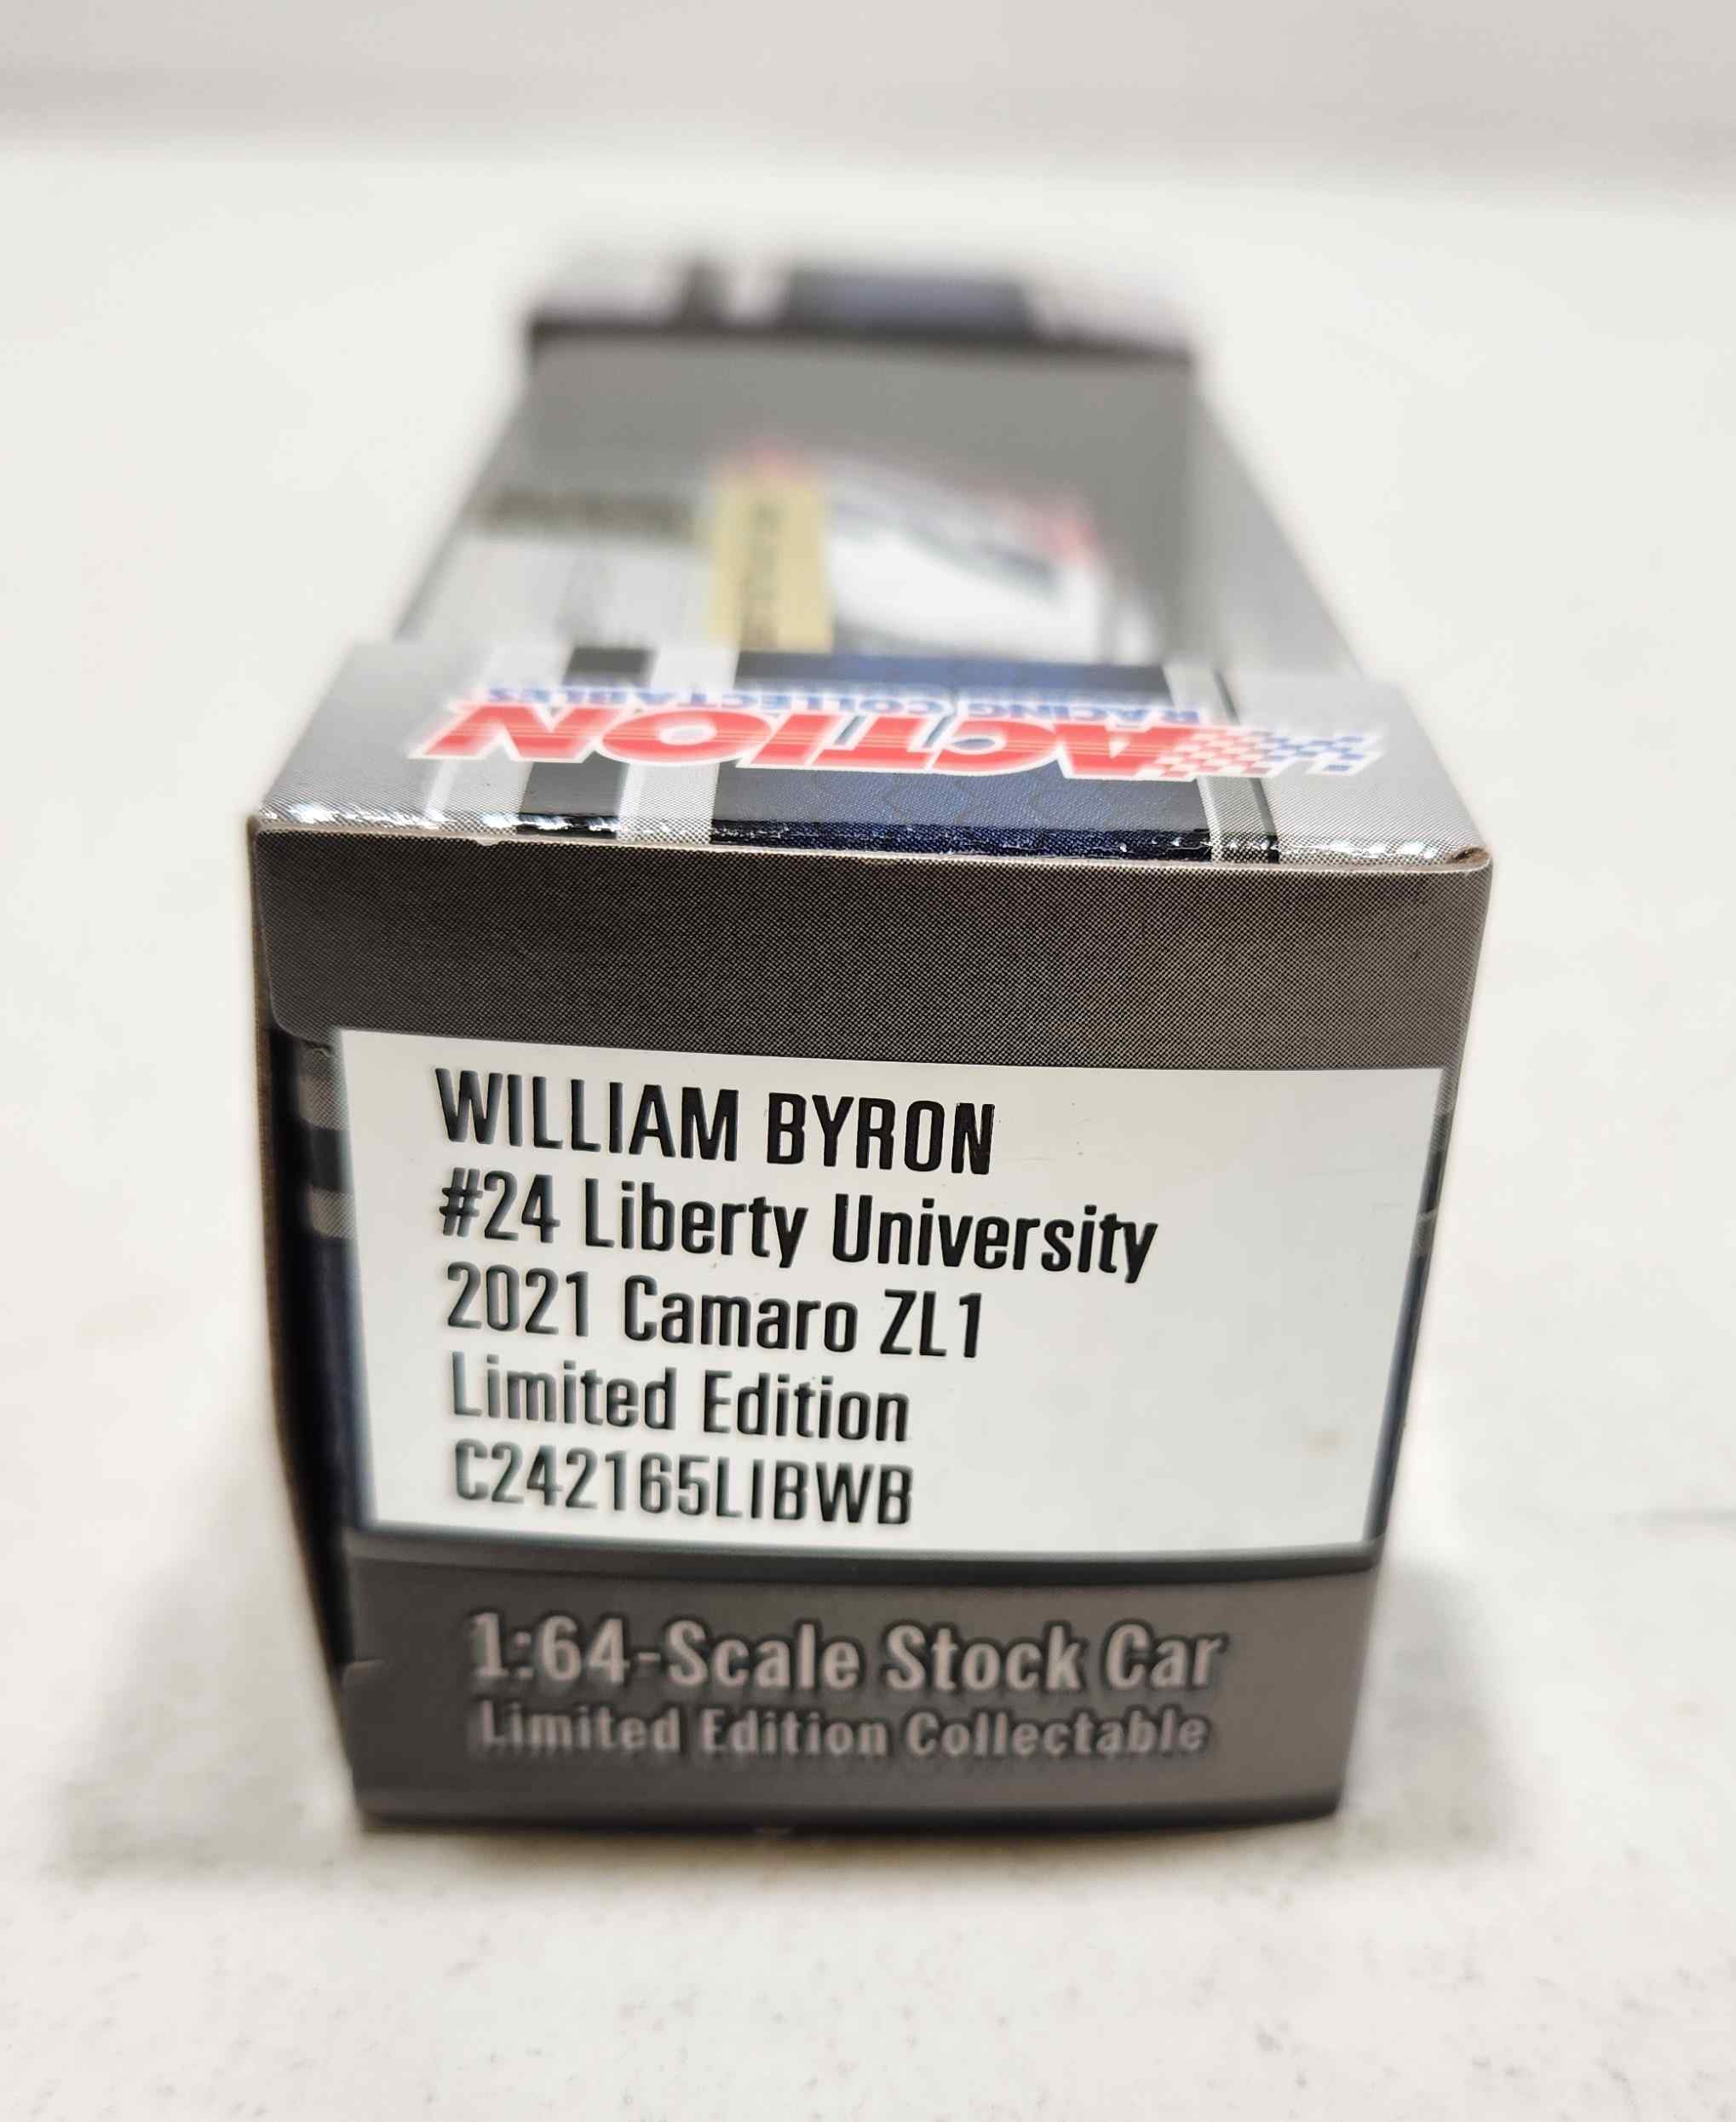 ACTION
RACING COLLECTABLES
WILLIAM BYRON
#24 Liberty University
2021 Camaro ZL1
Limited Edition
C242165LIBWB
1:64-Scale Stock Car
Limited Edition Collectable